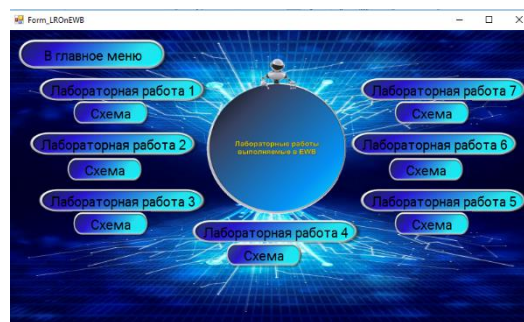 Form_LROnEWB
В главное меню
Лабораторная работа 1
Схема
Лабораторная работа 2
Схема
Лабораторная работа 3
Схема
Лабораторные работы
выполняемые в EWB
Лабораторная работа 4
Схема
Лабораторная работа 7
Схема
Лабораторная работа 6
Схема
Лабораторная работа 5
Схема